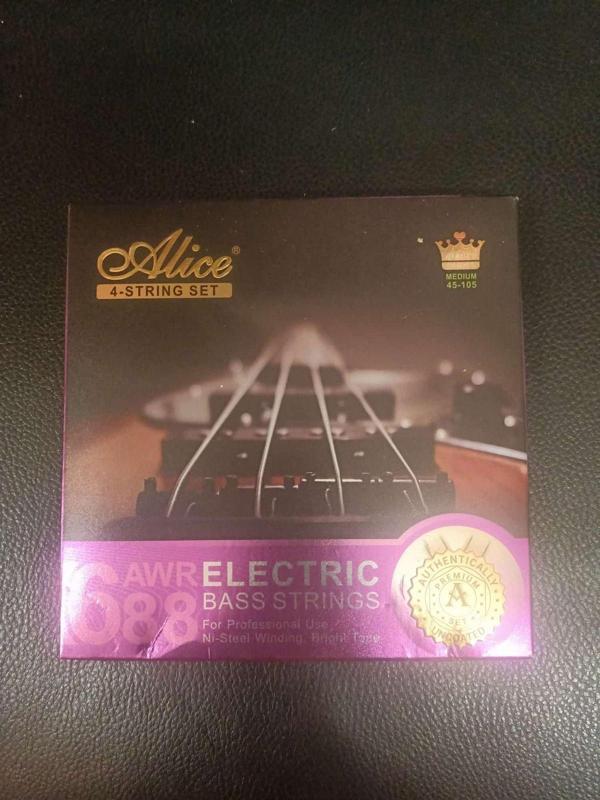 Alice®
4-STRING SET
MEDIUM
45-105
AWR
688
ELECTRIC
BASS STRINGS
For Professional Use
Ni-Steel Winding, Bright Tone
AUTHENTICALLY
PREMIUM
A
SET
UNCOATED